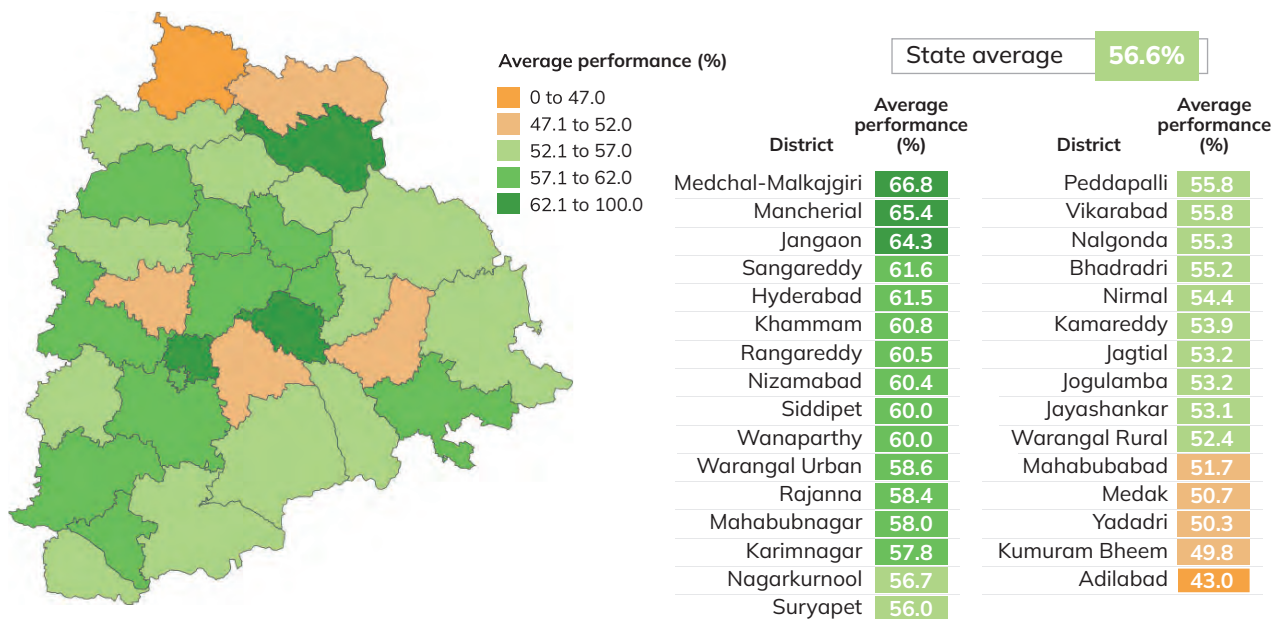 State average 56.6%
Average performance (%)
0 to 47.0
47.1 to 52.0
52.1 to 57.0
57.1 to 62.0
62.1 to 100.0
District Average performance (%)
Medchal-Malkajgiri 66.8
Mancherial 65.4
Jangaon 64.3
Sangareddy 61.6
Hyderabad 61.5
Khammam 60.8
Rangareddy 60.5
Nizamabad 60.4
Siddipet 60.0
Wanaparthy 60.0
Warangal Urban 58.6
Rajanna 58.4
Mahabubnagar 58.0
Karimnagar 57.8
Nagarkurnool 56.7
Suryapet 56.0
District Average performance (%)
Peddapalli 55.8
Vikarabad 55.8
Nalgonda 55.3
Bhadradri 55.2
Nirmal 54.4
Kamareddy 53.9
Jagtial 53.2
Jogulamba 53.2
Jayashankar 53.1
Warangal Rural 52.4
Mahabubabad 51.7
Medak 50.7
Yadadri 50.3
Kumuram Bheem 49.8
Adilabad 43.0